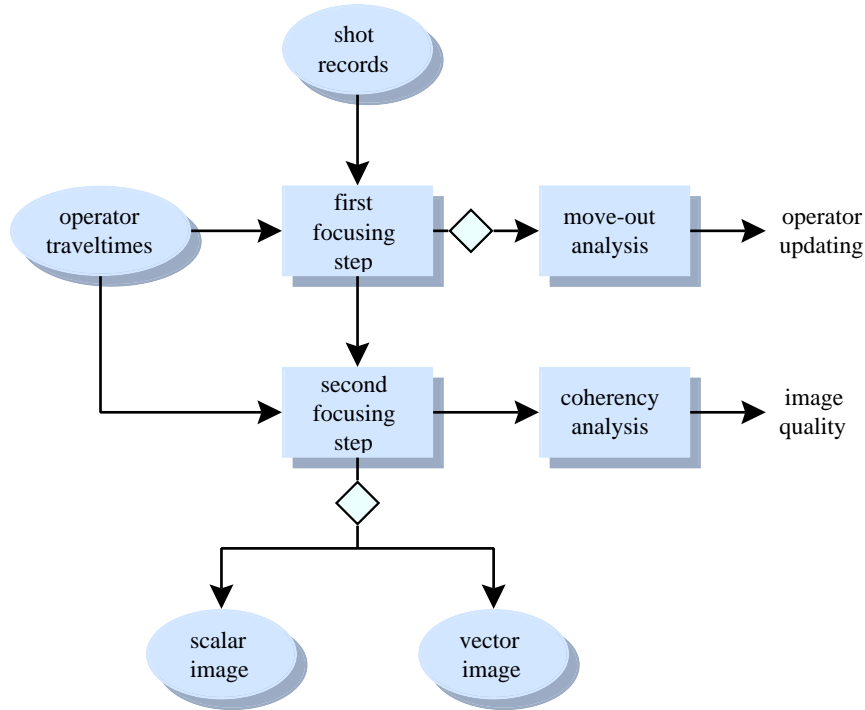 shot
records
operator
traveltimes
first
focusing
step
move-out
analysis
operator
updating
second
focusing
step
coherency
analysis
image
quality
scalar
image
vector
image